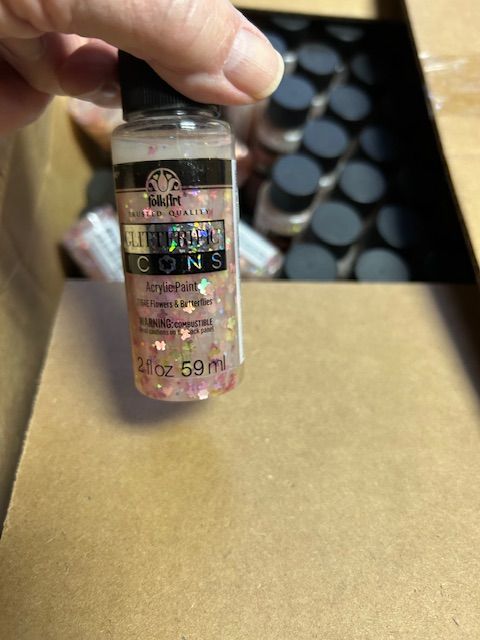 FolkArt
TRUSTED QUALITY
GLITTERIFIC
ICONS
Acrylic Paint
Flowers & Butterflies
WARNING: COMBUSTIBLE
2 fl oz 59 ml